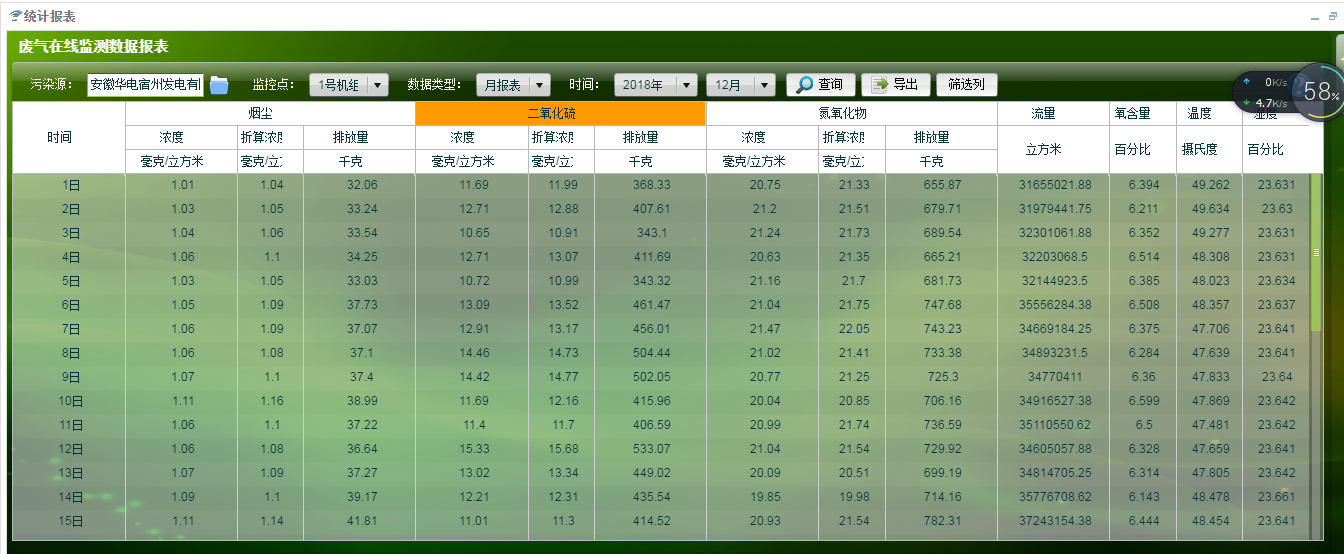 统计报表
废气在线监测数据报表
污染源： 安徽华电宿州发电有 监控点： 1号机组 数据类型： 月报表 时间： 2018年 12月 查询 导出 筛选列
0K/s
4.7K/s
58%
时间 烟尘 二氧化硫 氮氧化物 流量 氧含量 温度 湿度
浓度 折算浓 排放量 浓度 折算浓 排放量 浓度 折算浓 排放量 立方米 百分比 摄氏度 百分比
毫克/立方米 毫克/立 千克 毫克/立方米 毫克/立 千克 毫克/立方米 毫克/立 千克
1日 1.01 1.04 32.06 11.69 11.99 368.33 20.75 21.33 655.87 31655021.88 6.394 49.262 23.631
2日 1.03 1.05 33.24 12.71 12.88 407.61 21.2 21.51 679.71 31979441.75 6.211 49.634 23.63
3日 1.04 1.06 33.54 10.65 10.91 343.1 21.24 21.73 689.54 32301061.88 6.352 49.277 23.631
4日 1.06 1.1 34.25 12.71 13.07 411.69 20.63 21.35 665.21 32203068.5 6.514 48.308 23.631
5日 1.03 1.05 33.03 10.72 10.99 343.32 21.16 21.7 681.73 32144923.5 6.385 48.023 23.634
6日 1.05 1.09 37.73 13.09 13.52 461.47 21.04 21.75 747.68 35556284.38 6.508 48.357 23.637
7日 1.06 1.09 37.07 12.91 13.17 456.01 21.47 22.05 743.23 34669184.25 6.375 47.706 23.641
8日 1.06 1.08 37.1 14.46 14.73 504.44 21.02 21.41 733.38 34893231.5 6.284 47.639 23.641
9日 1.07 1.1 37.4 14.42 14.77 502.05 20.77 21.25 725.3 34770411 6.36 47.833 23.64
10日 1.11 1.16 38.99 11.69 12.16 415.96 20.04 20.85 706.16 34916527.38 6.599 47.869 23.642
11日 1.06 1.1 37.22 11.4 11.7 406.59 20.99 21.74 736.59 35110550.62 6.5 47.481 23.642
12日 1.06 1.08 36.64 15.33 15.68 533.07 21.04 21.54 729.92 34605057.88 6.328 47.659 23.641
13日 1.07 1.09 37.27 13.02 13.34 449.02 20.09 20.51 699.19 34814705.25 6.314 47.805 23.642
14日 1.09 1.1 39.17 12.21 12.31 435.54 19.85 19.98 714.16 35776708.62 6.143 48.478 23.661
15日 1.11 1.14 41.81 11.01 11.3 414.52 20.93 21.54 782.31 37243154.38 6.444 48.454 23.641